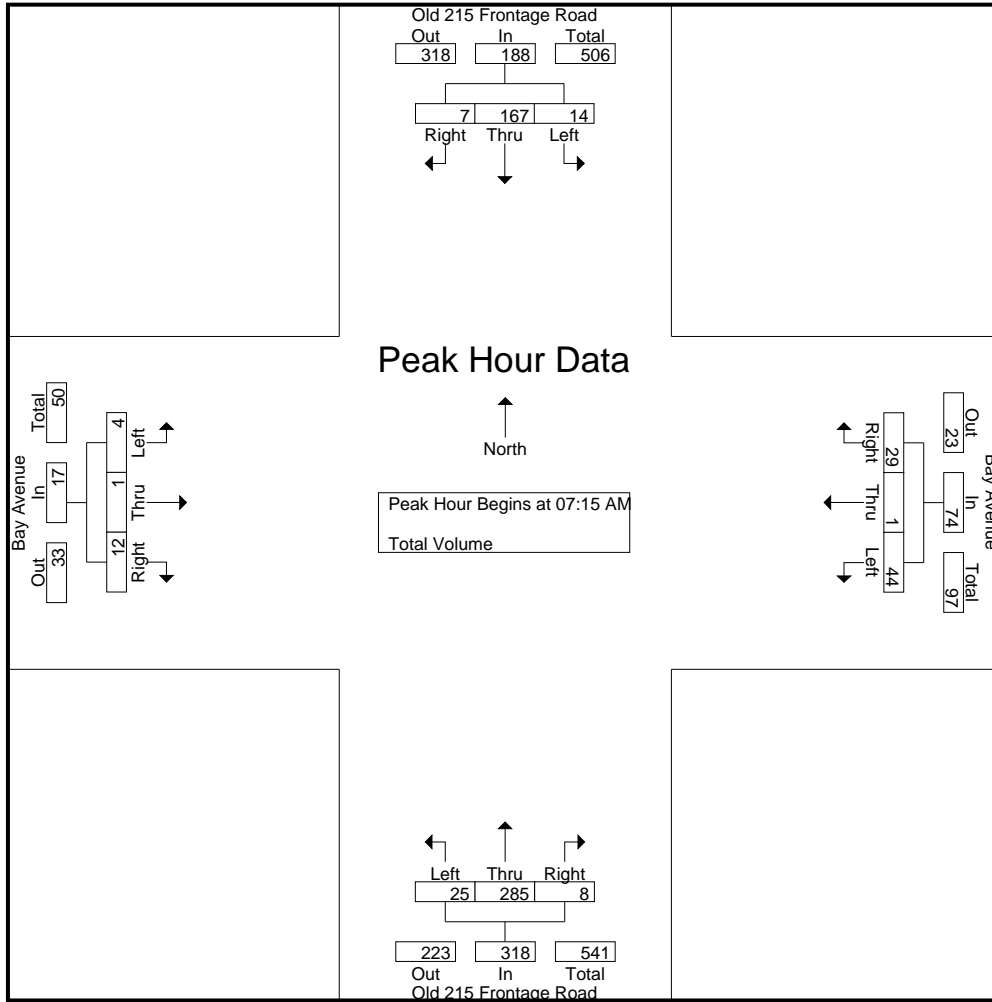 Old 215 Frontage Road
Out In Total
318 188 506
7 167 14
Right Thru Left
Peak Hour Data
North
Peak Hour Begins at 07:15 AM
Total Volume
Bay Avenue
Total In Out
50 17 33
4 1 12
Left Thru Right
Bay Avenue
Out In Total
23 74 97
29 1 44
Right Thru Left
Left Thru Right
25 285 8
223 318 541
Out In Total
Old 215 Frontage Road